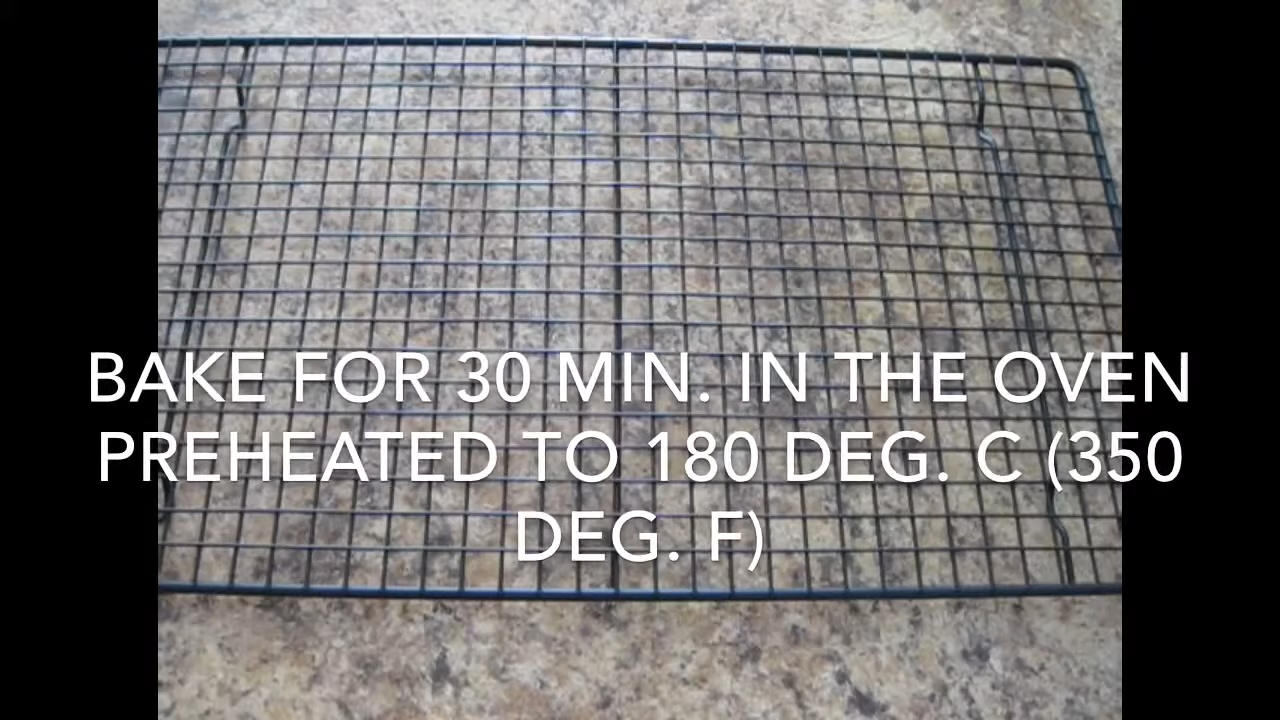 BAKE FOR 30 MIN. IN THE OVEN
PREHEATED TO 180 DEG. C (350
DEG. F)